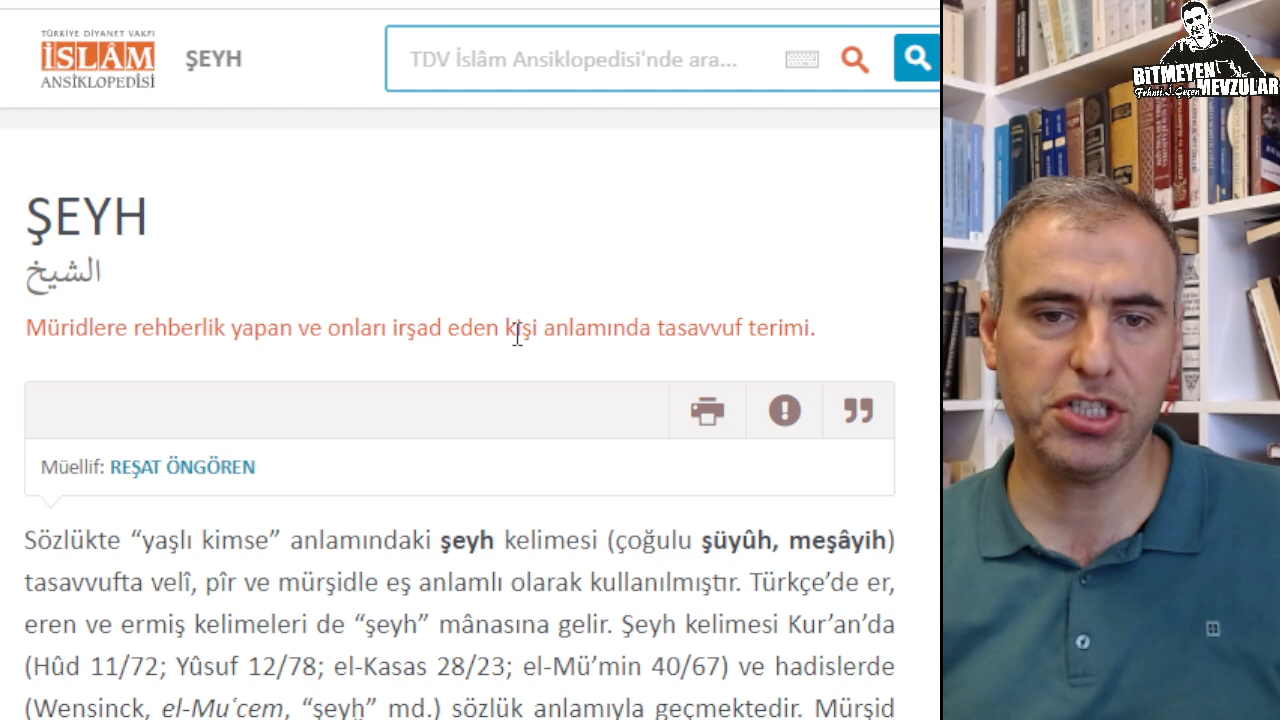 TÜRKİYE DİYANET VAKFI
İSLÂM
ANSİKLOPEDİSİ
ŞEYH
TDV İslâm Ansiklopedisi'nde ara...
ŞEYH
الشيخ
Müridlere rehberlik yapan ve onları irşad eden kişi anlamında tasavvuf terimi.
Müellif: REŞAT ÖNGÖREN
Sözlükte “yaşlı kimse” anlamındaki şeyh kelimesi (çoğulu şüyûh, meşâyih)
tasavvufta velî, pîr ve mürşidle eş anlamlı olarak kullanılmıştır. Türkçe’de er,
eren ve ermiş kelimeleri de “şeyh” mânasına gelir. Şeyh kelimesi Kur’an’da
(Hûd 11/72; Yûsuf 12/78; el-Kasas 28/23; el-Mü’min 40/67) ve hadislerde
(Wensinck, el-Muʿcem, “şeyḫ” md.) sözlük anlamıyla geçmektedir. Mürşid
BİTMEYEN
MEVZULAR